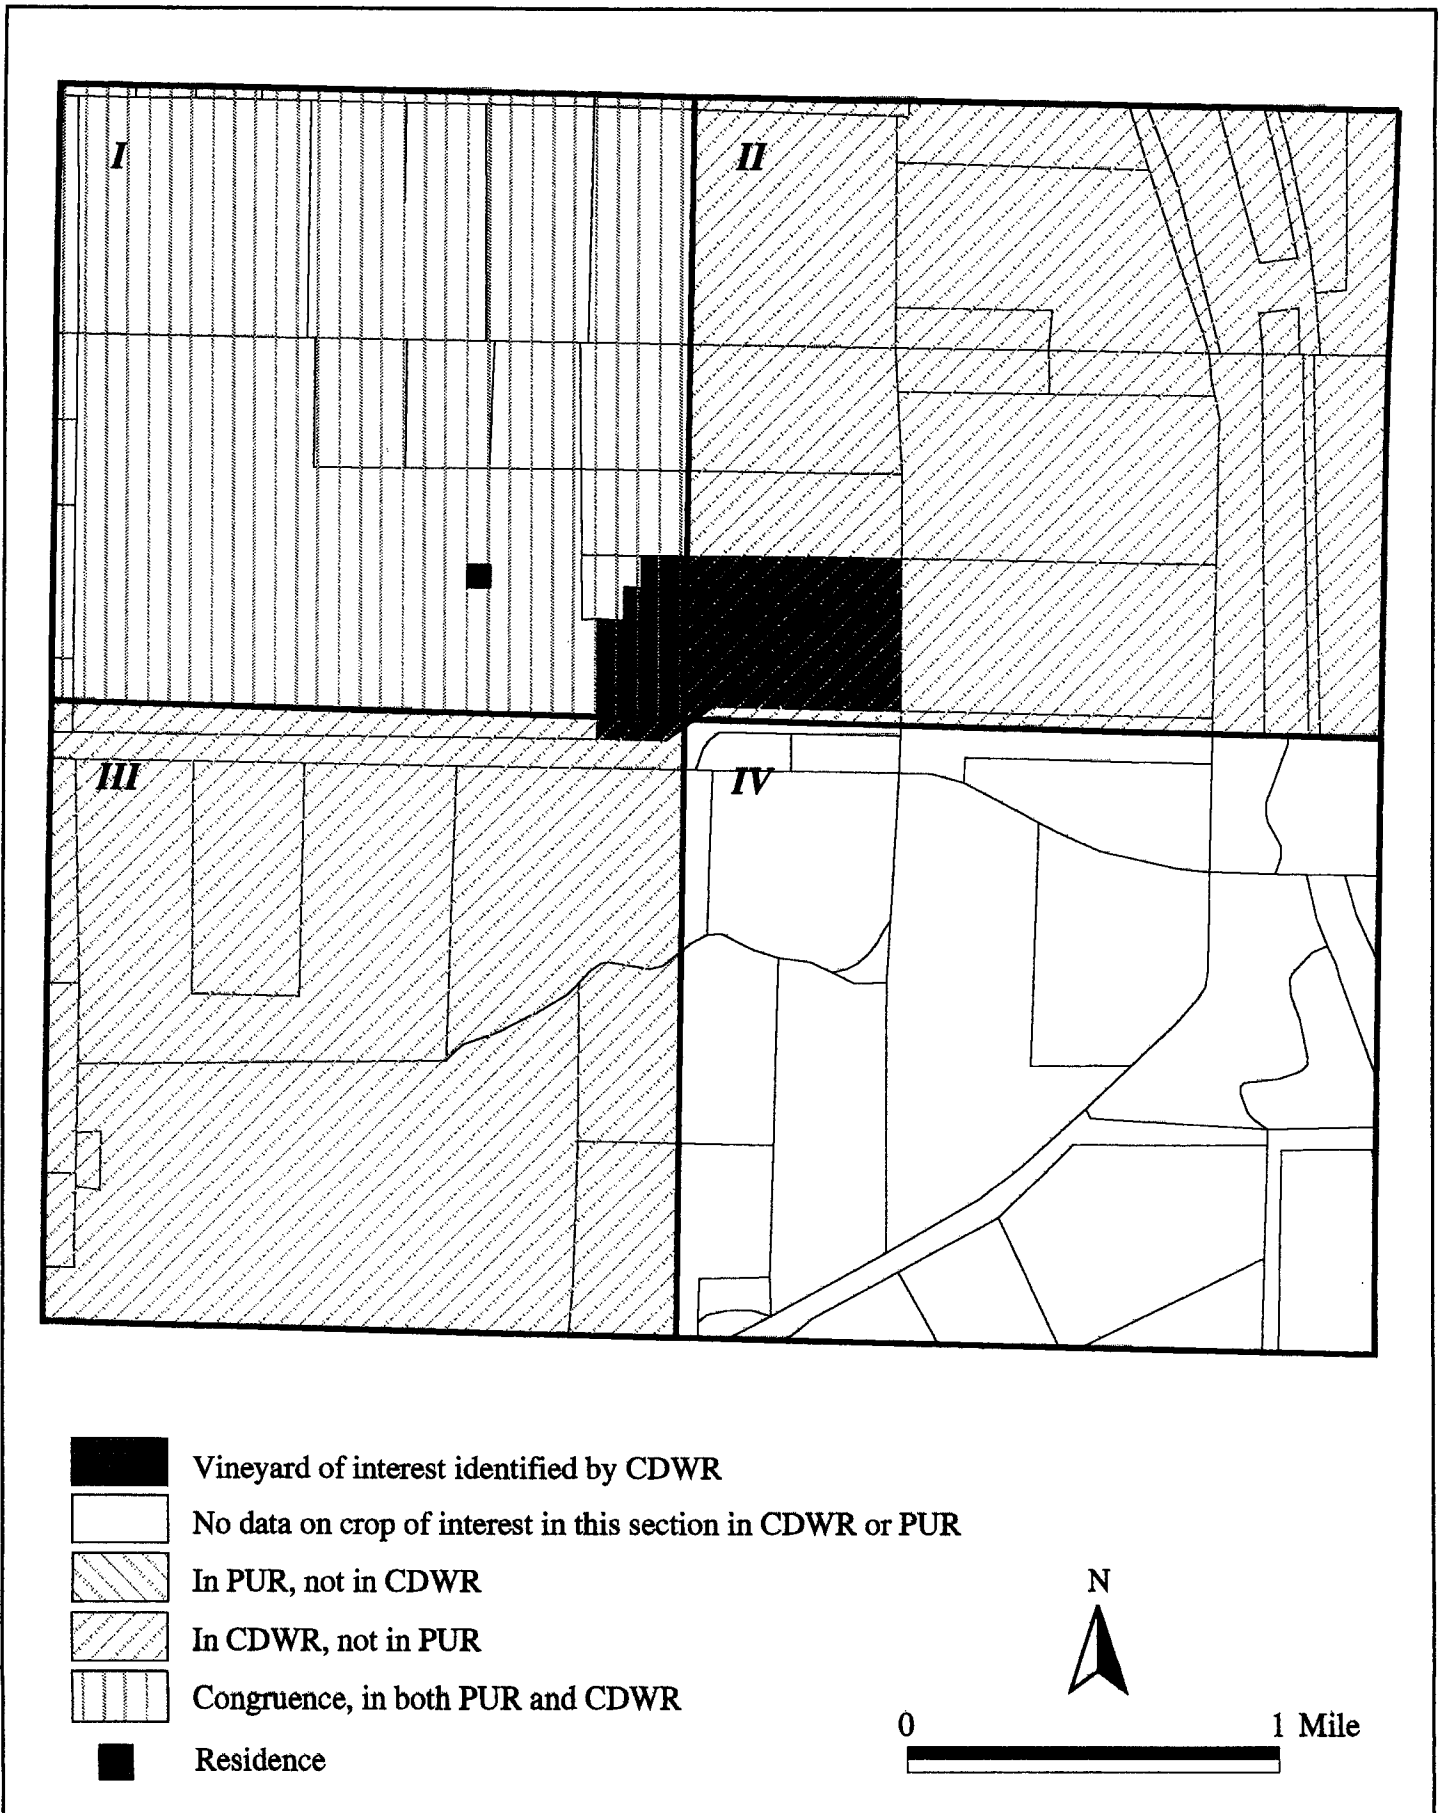 I
II
III
IV
Vineyard of interest identified by CDWR
No data on crop of interest in this section in CDWR or PUR
In PUR, not in CDWR
In CDWR, not in PUR
Congruence, in both PUR and CDWR
Residence
N
0 1 Mile